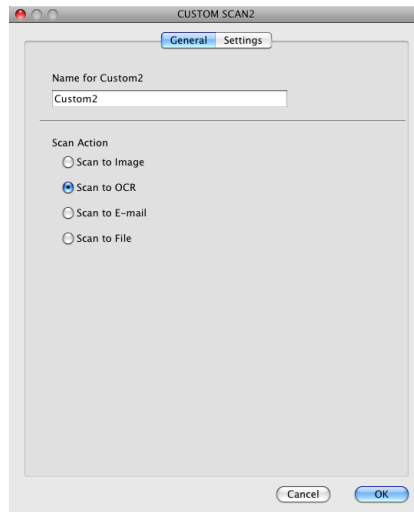 CUSTOM SCAN2
General Settings
Name for Custom2
Custom2
Scan Action
Scan to Image
Scan to OCR
Scan to E-mail
Scan to File
Cancel OK